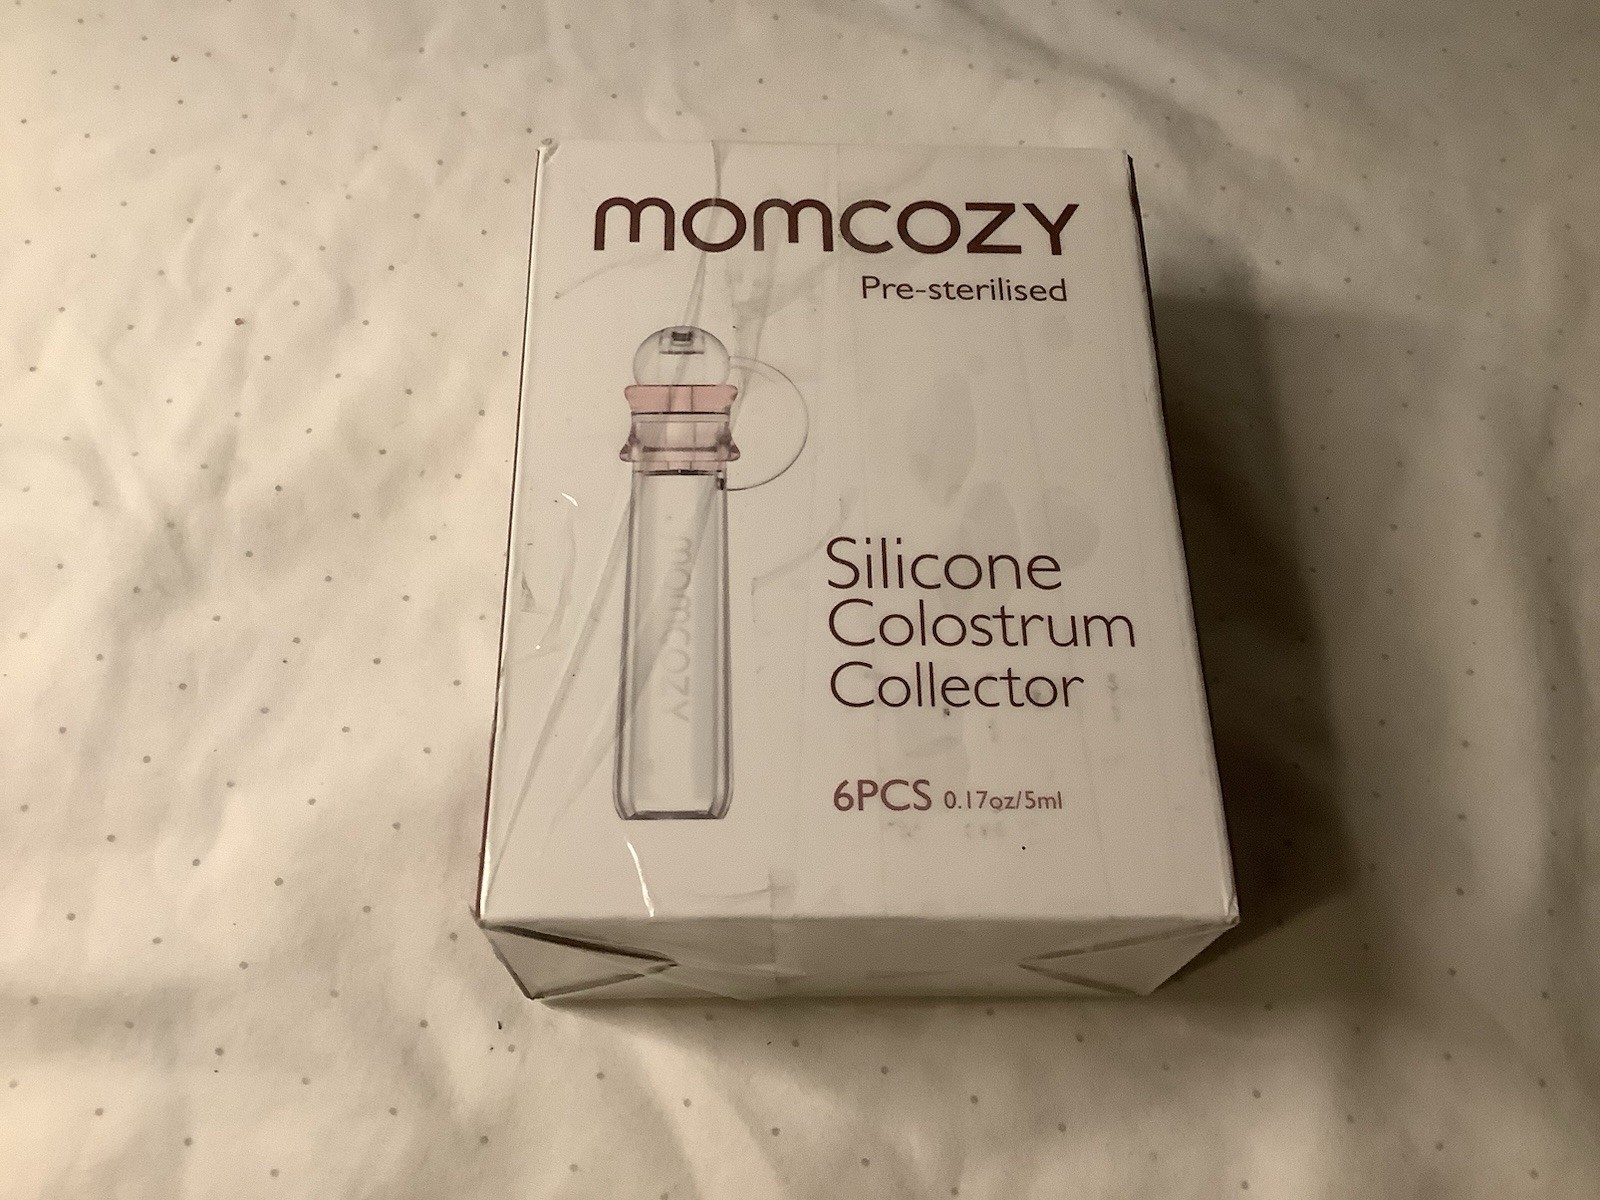 momcozy
Pre-sterilised
momcozy
Silicone
Colostrum
Collector
6PCS 0.17oz/5ml